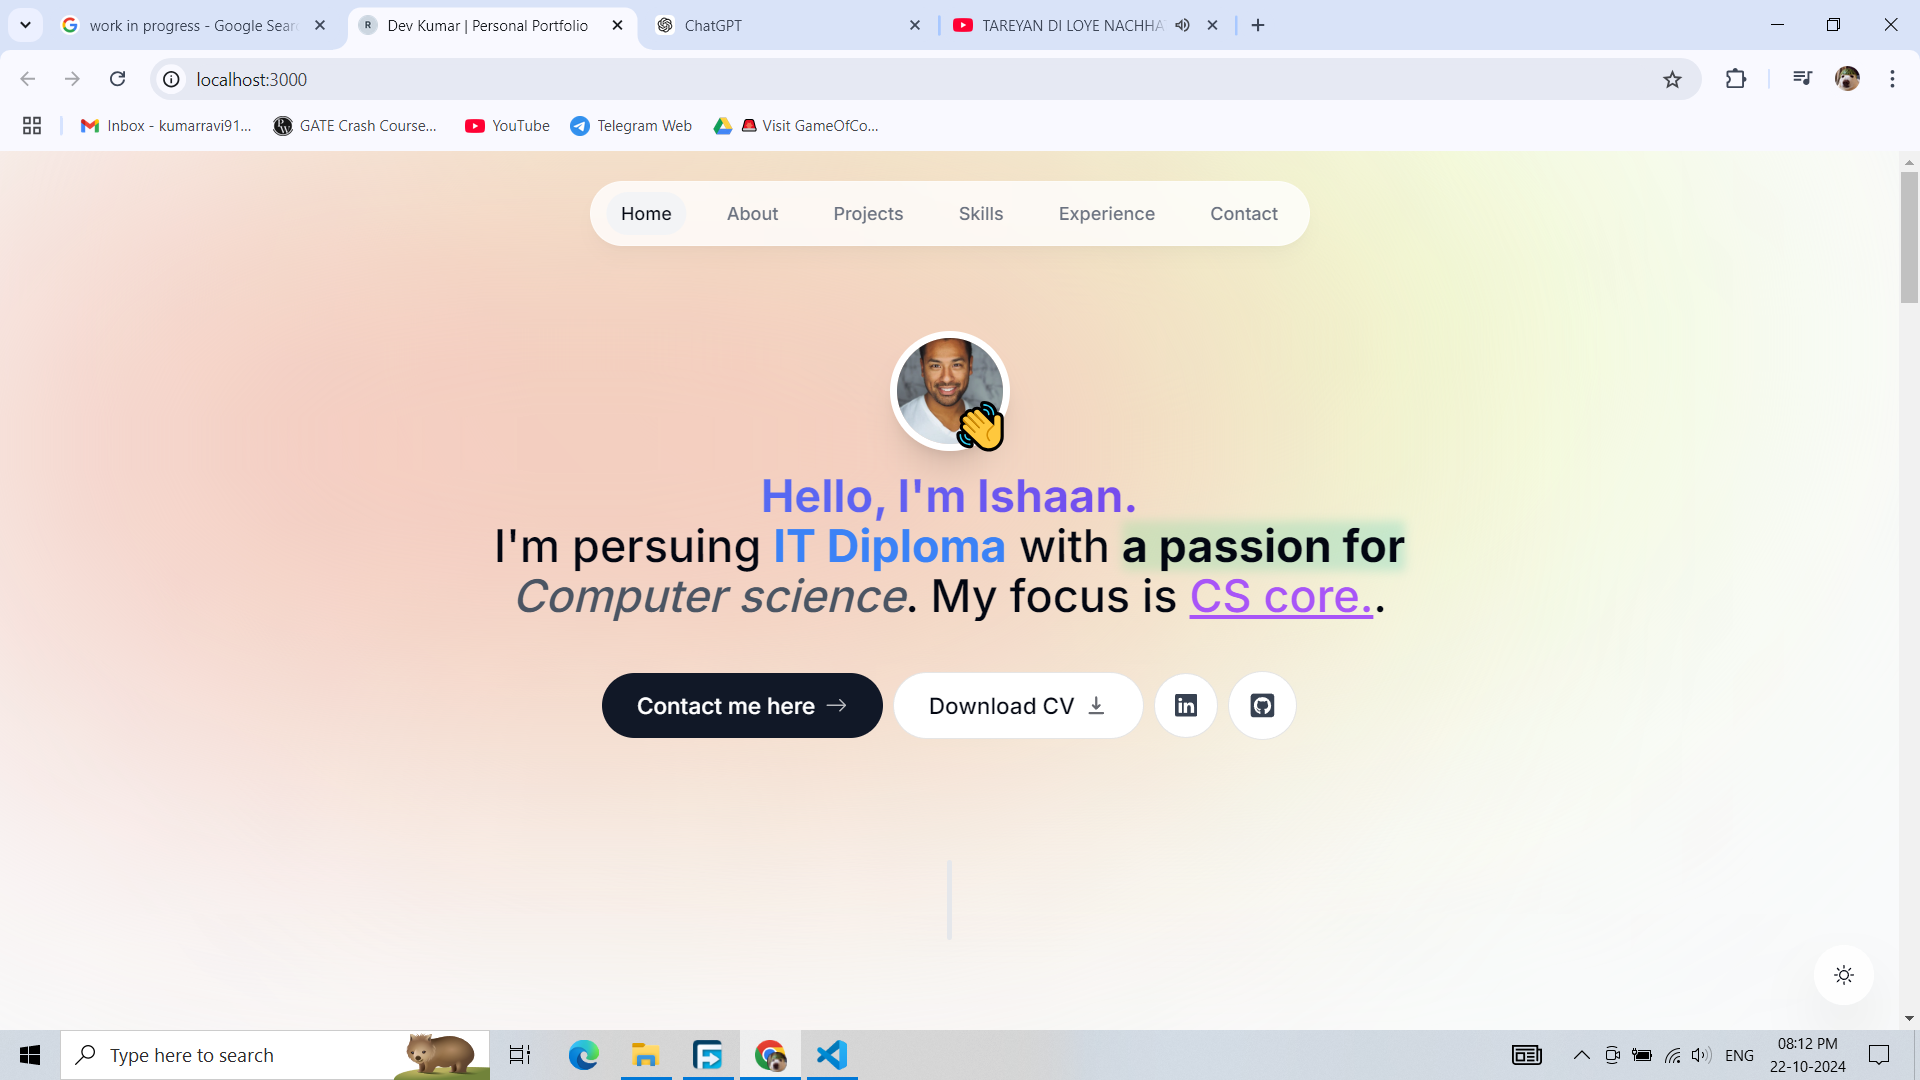 work in progress - Google Sear
Dev Kumar | Personal Portfolio
ChatGPT
TAREYAN DI LOYE NACHHA
localhost:3000
Inbox - kumarravi91...
GATE Crash Course...
YouTube
Telegram Web
Visit GameOfCo...
Home
About
Projects
Skills
Experience
Contact
Hello, I'm Ishaan.
I'm persuing IT Diploma with a passion for
Computer science. My focus is CS core..
Contact me here
Download CV
Type here to search
ENG
08:12 PM
22-10-2024